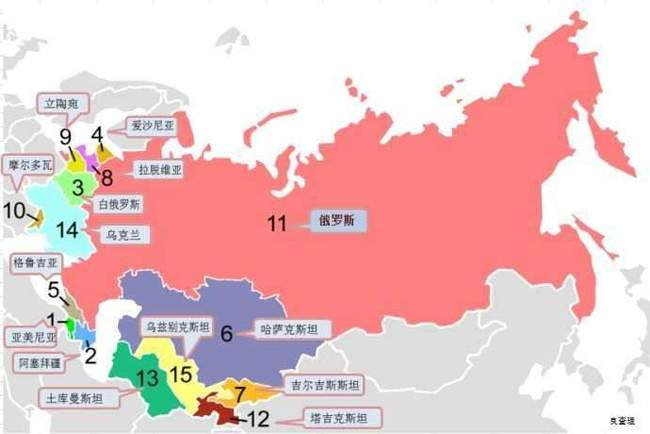 立陶宛
9
4
爱沙尼亚
摩尔多瓦
8
拉脱维亚
3
白俄罗斯
10
14
乌克兰
11
俄罗斯
格鲁吉亚
5
1
亚美尼亚
2
阿塞拜疆
乌兹别克斯坦
6
哈萨克斯坦
13
15
7
吉尔吉斯斯坦
土库曼斯坦
12
塔吉克斯坦